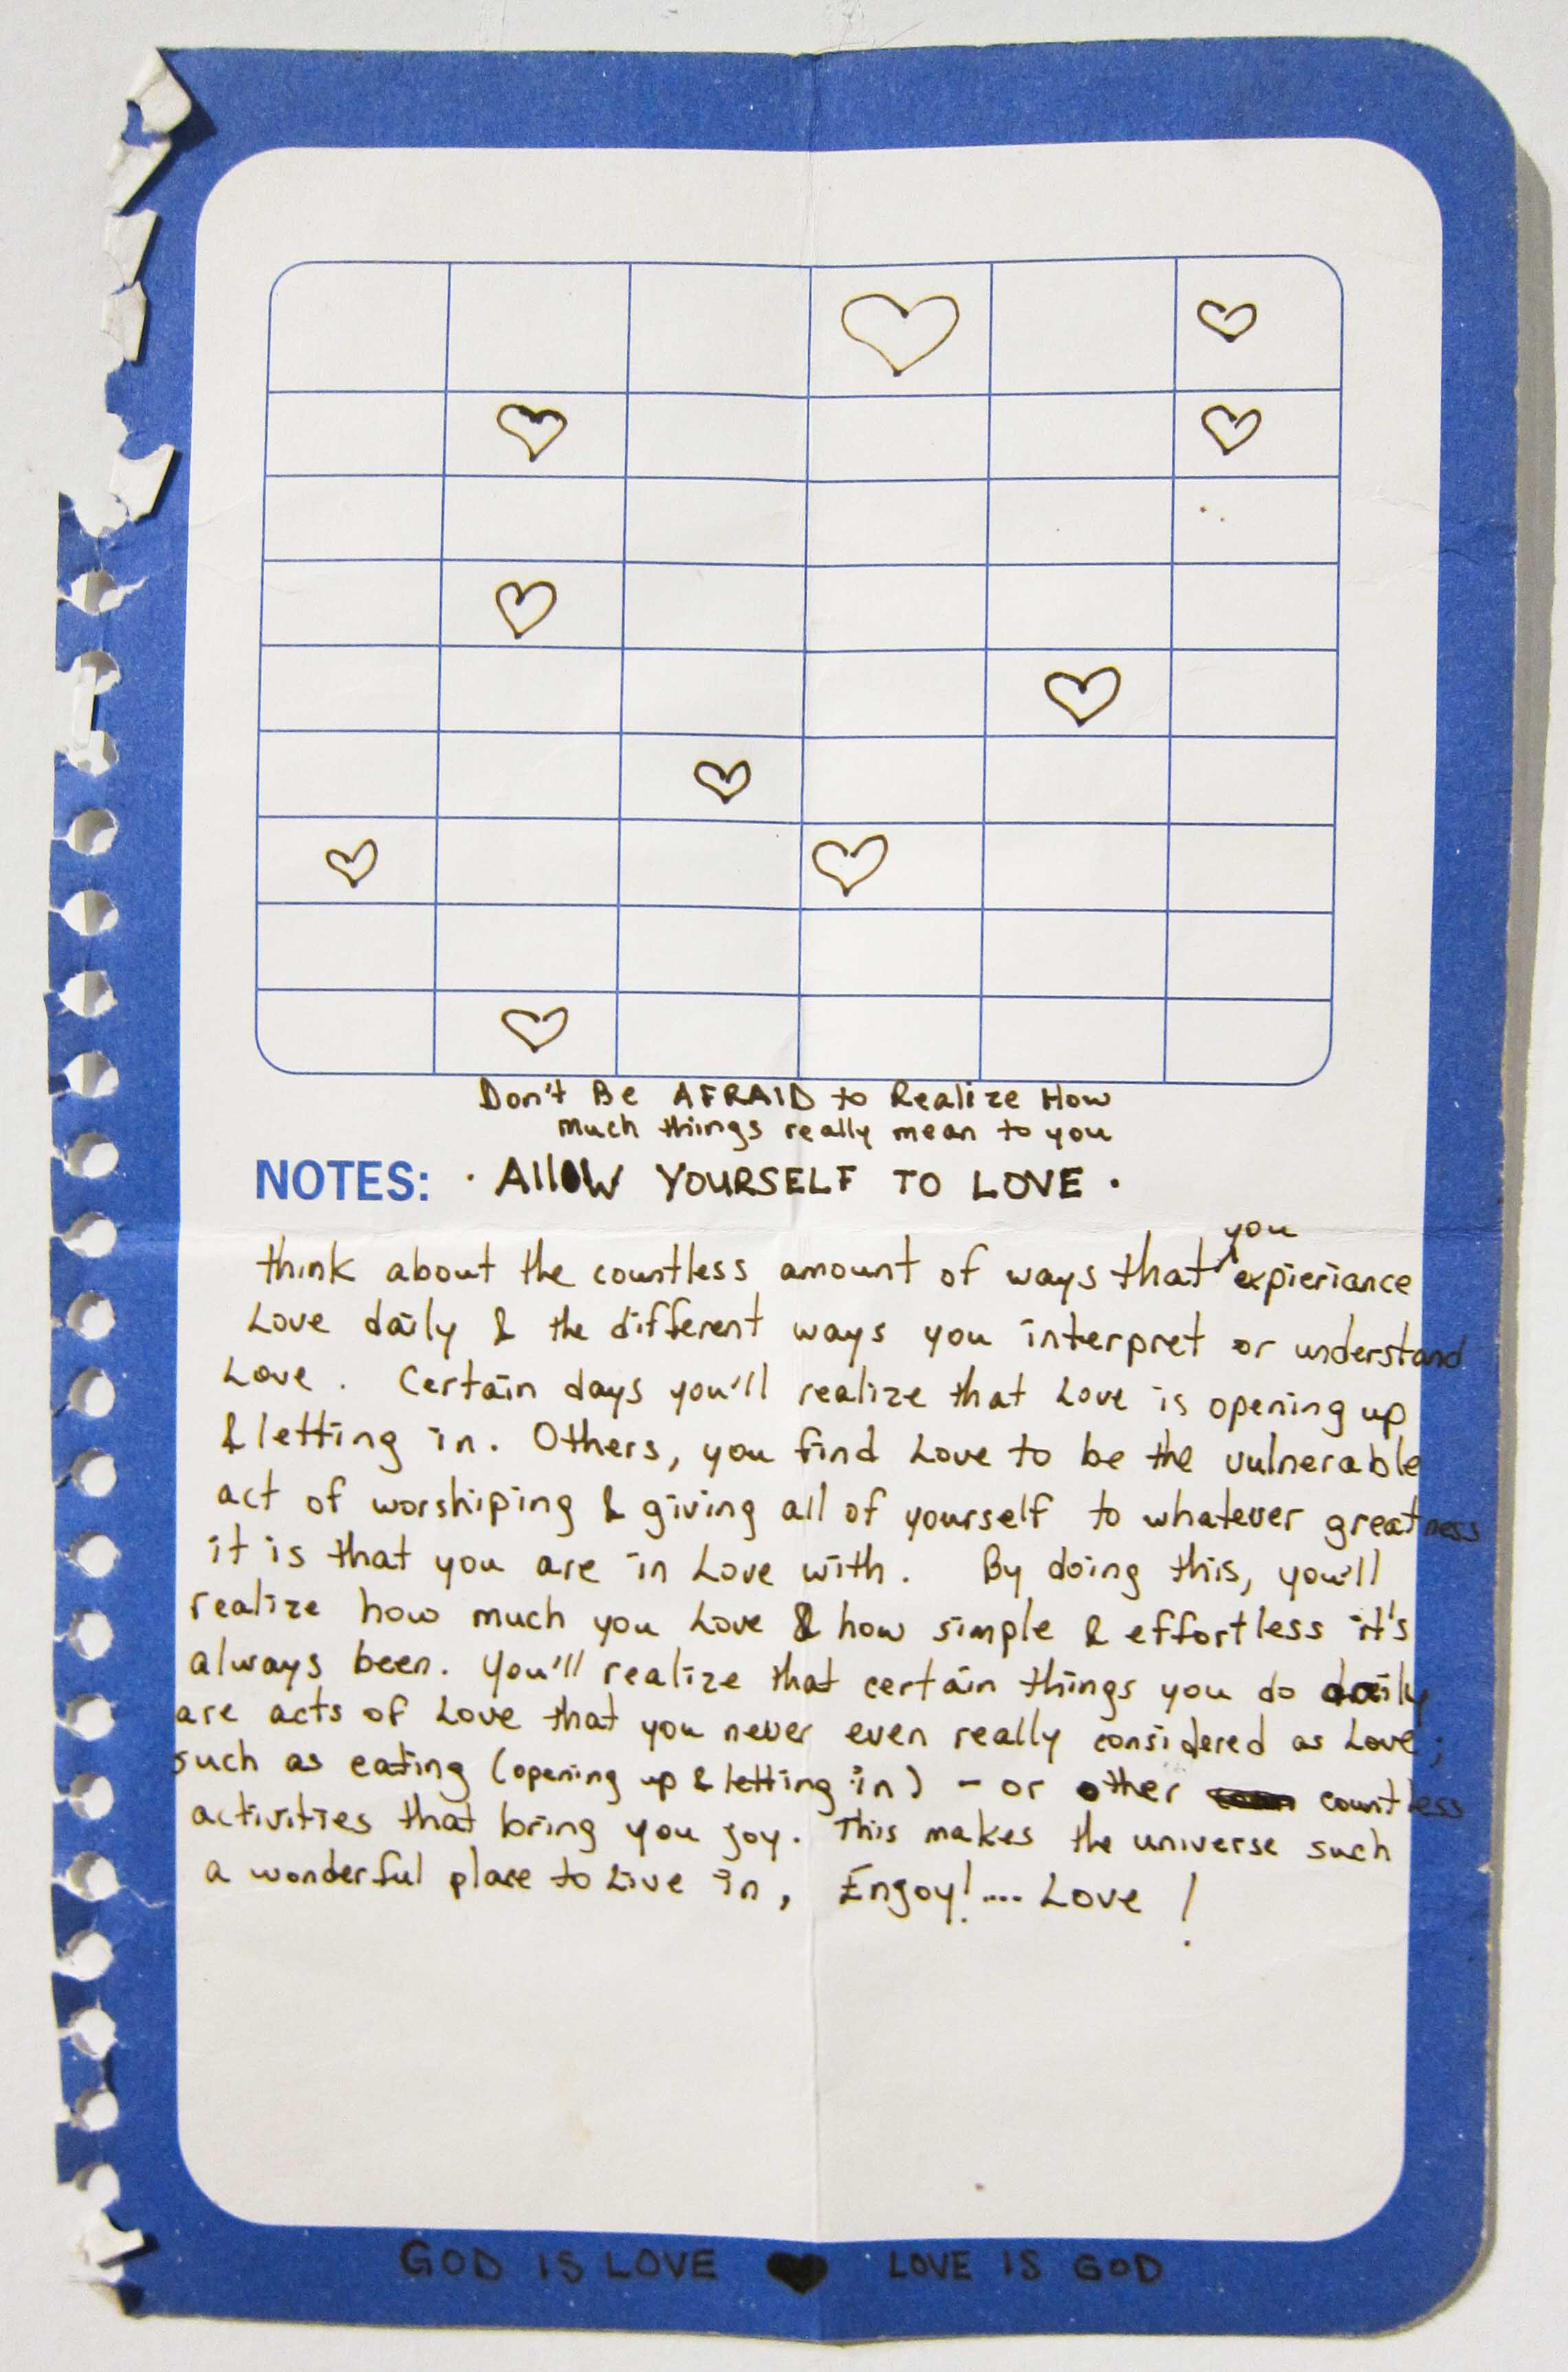 Don't Be AFRAID to Realize How
much things really mean to you
NOTES: · AllOW YOURSELF TO LOVE ·
you
think about the countless amount of ways that ^ expieriance
Love daily & the different ways you interpret or understand
Love. Certain days you'll realize that Love is opening up
& letting in. Others, you find Love to be the vulnerable
act of worshiping & giving all of yourself to whatever greatness
it is that you are in Love with. By doing this, you'll
realize how much you Love & how simple & effortless it's
always been. You'll realize that certain things you do daily
are acts of Love that you never even really considered as Love;
such as eating (opening up & letting in) - or other countless
activities that bring you joy. This makes the universe such
a wonderful place to Live in, Enjoy!.... Love !
GOD IS LOVE ♥ LOVE IS GOD